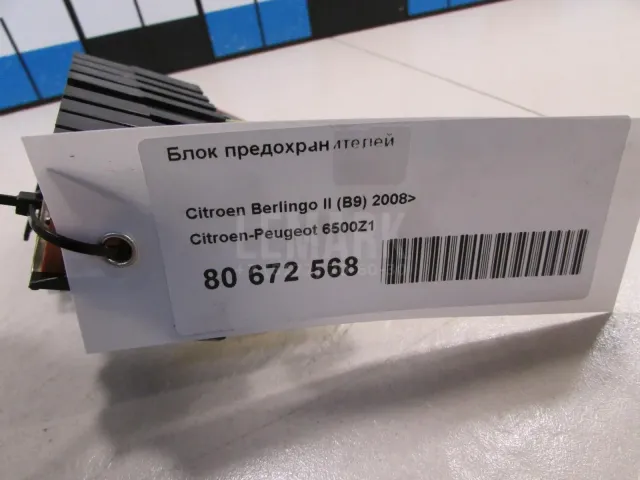 Блок предохранителей
Citroen Berlingo II (B9) 2008>
Citroen-Peugeot 6500Z1
80 672 568